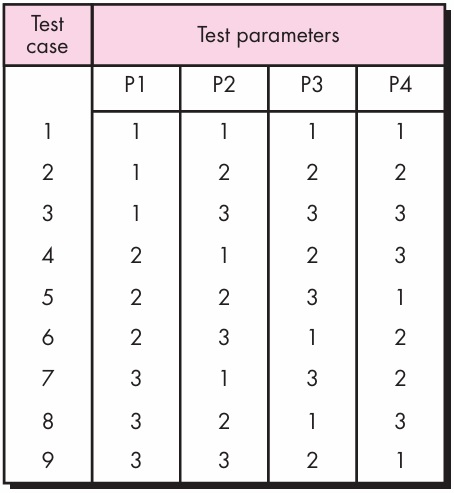 Test case
Test parameters
P1 P2 P3 P4
1 1 1 1 1
2 1 2 2 2
3 1 3 3 3
4 2 1 2 3
5 2 2 3 1
6 2 3 1 2
7 3 1 3 2
8 3 2 1 3
9 3 3 2 1